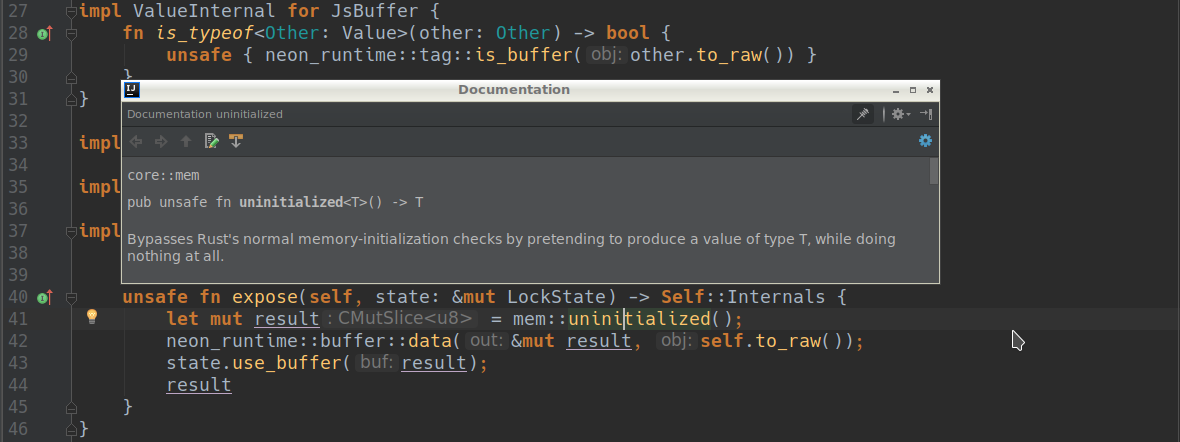 27 impl ValueInternal for JsBuffer {
28 fn is_typeof<Other: Value>(other: Other) -> bool {
29 unsafe { neon_runtime::tag::is_buffer( obj: other.to_raw()) }
30 }
31 }
32
33 impl
34
35 impl
36
37 impl
38
39
IJ Documentation
Documentation uninitialized
core::mem
pub unsafe fn uninitialized<T>() -> T
Bypasses Rust's normal memory-initialization checks by pretending to produce a value of type T, while doing
nothing at all.
40 unsafe fn expose(self, state: &mut LockState) -> Self::Internals {
41 let mut result : CMutSlice<u8> = mem::uninitialized();
42 neon_runtime::buffer::data( out: &mut result, obj: self.to_raw());
43 state.use_buffer( buf: result);
44 result
45 }
46 }